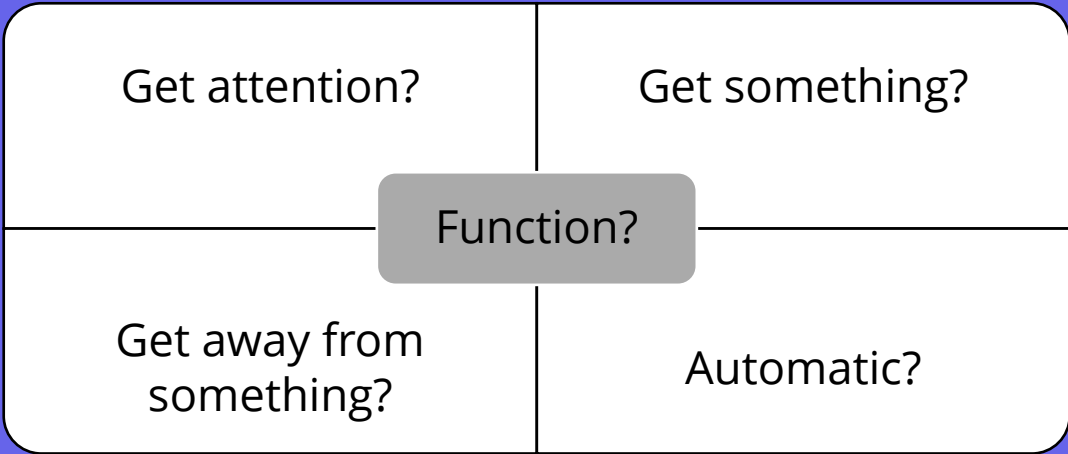 Get attention?
Get something?
Function?
Get away from
something?
Automatic?